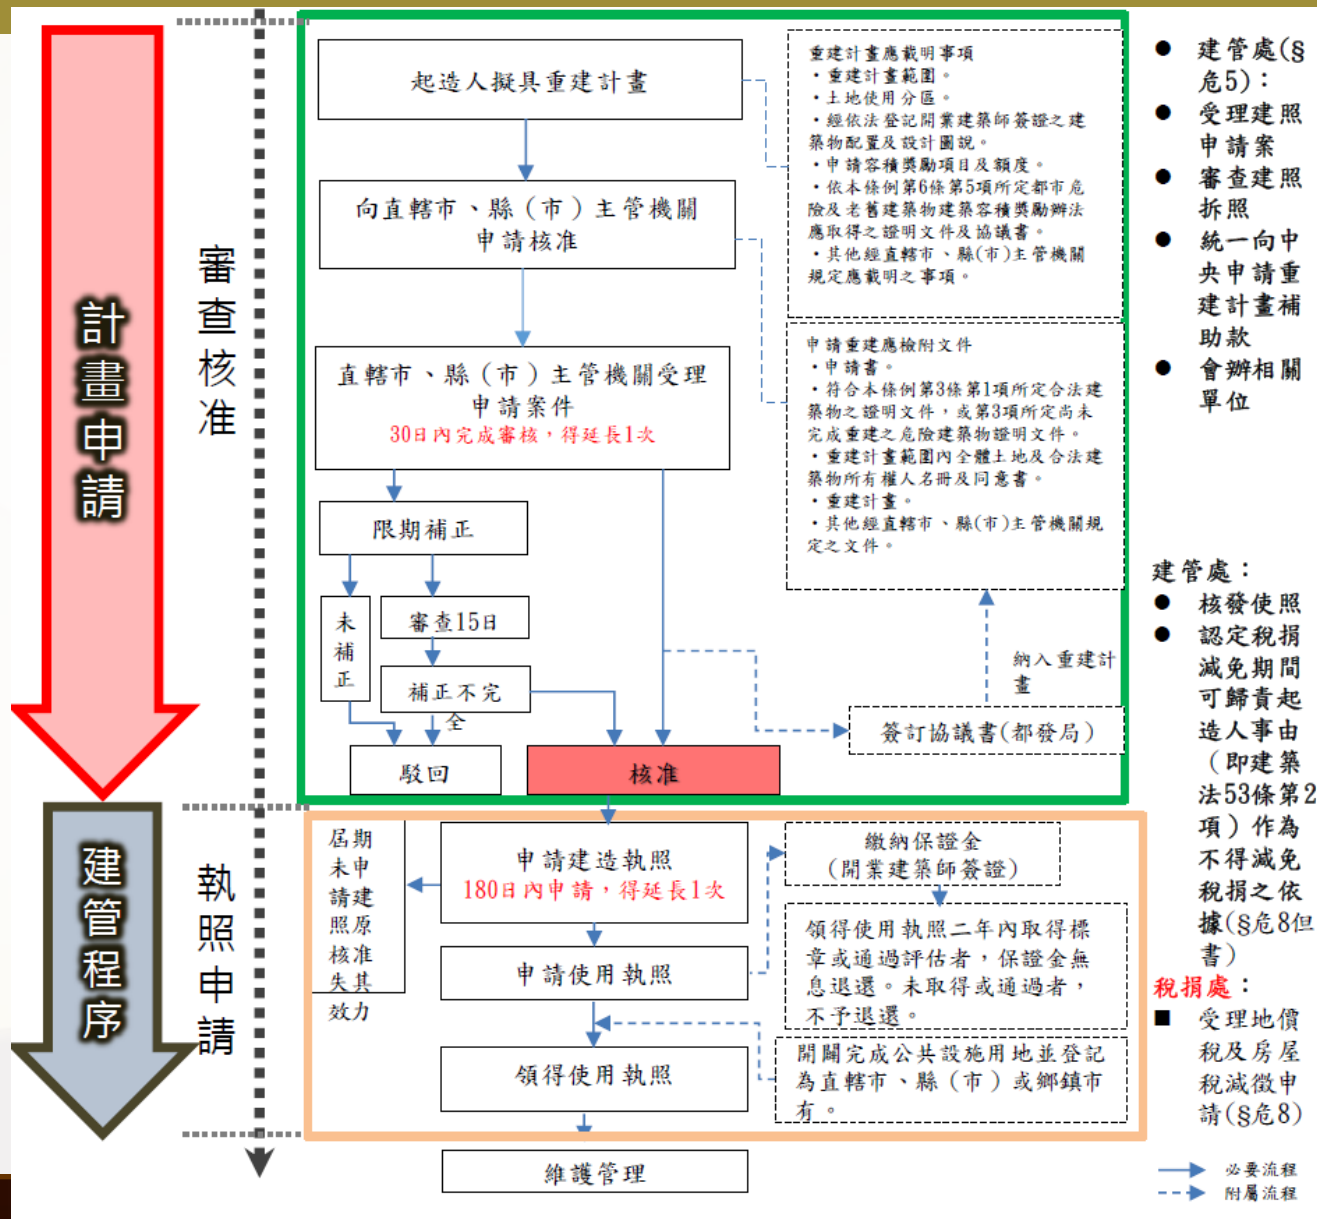 計畫申請
建管程序
審查核准
執照申請
起造人擬具重建計畫
向直轄市、縣（市）主管機關
申請核准
直轄市、縣（市）主管機關受理
申請案件
30日內完成審核，得延長1次
限期補正
未
補
正
審查15日
補正不完
全
駁回
核准
重建計畫應載明事項
・重建計畫範圍。
・土地使用分區。
・經依法登記開業建築師簽證之建
築物配置及設計圖說。
・申請容積獎勵項目及額度。
・依本條例第6條第5項所定都市危
險及老舊建築物建築容積獎勵辦法
應取得之證明文件及協議書。
・其他經直轄市、縣(市)主管機關
規定應載明之事項。
申請重建應檢附文件
・申請書。
・符合本條例第3條第1項所定合法建
築物之證明文件，或第3項所定尚未
完成重建之危險建築物證明文件。
・重建計畫範圍內全體土地及合法建
築物所有權人名冊及同意書。
・重建計畫。
・其他經直轄市、縣(市)主管機關規
定之文件。
納入重建計
畫
簽訂協議書(都發局)
屆期
未申
請建
照原
核准
失其
效力
申請建造執照
180日內申請，得延長1次
申請使用執照
領得使用執照
維護管理
繳納保證金
(開業建築師簽證)
領得使用執照二年內取得標
章或通過評估者，保證金無
息退還。未取得或通過者，
不予退還。
開闢完成公共設施用地並登記
為直轄市、縣（市）或鄉鎮市
有。
● 建管處(§
危5)：
● 受理建照
申請案
● 審查建照
拆照
● 統一向中
央申請重
建計畫補
助款
● 會辦相關
單位
建管處：
● 核發使照
● 認定稅捐
減免期間
可歸責起
造人事由
（即建築
法53條第2
項）作為
不得減免
稅捐之依
據(§危8但
書)
稅捐處：
■ 受理地價
稅及房屋
稅減徵申
請(§危8)
必要流程
附屬流程